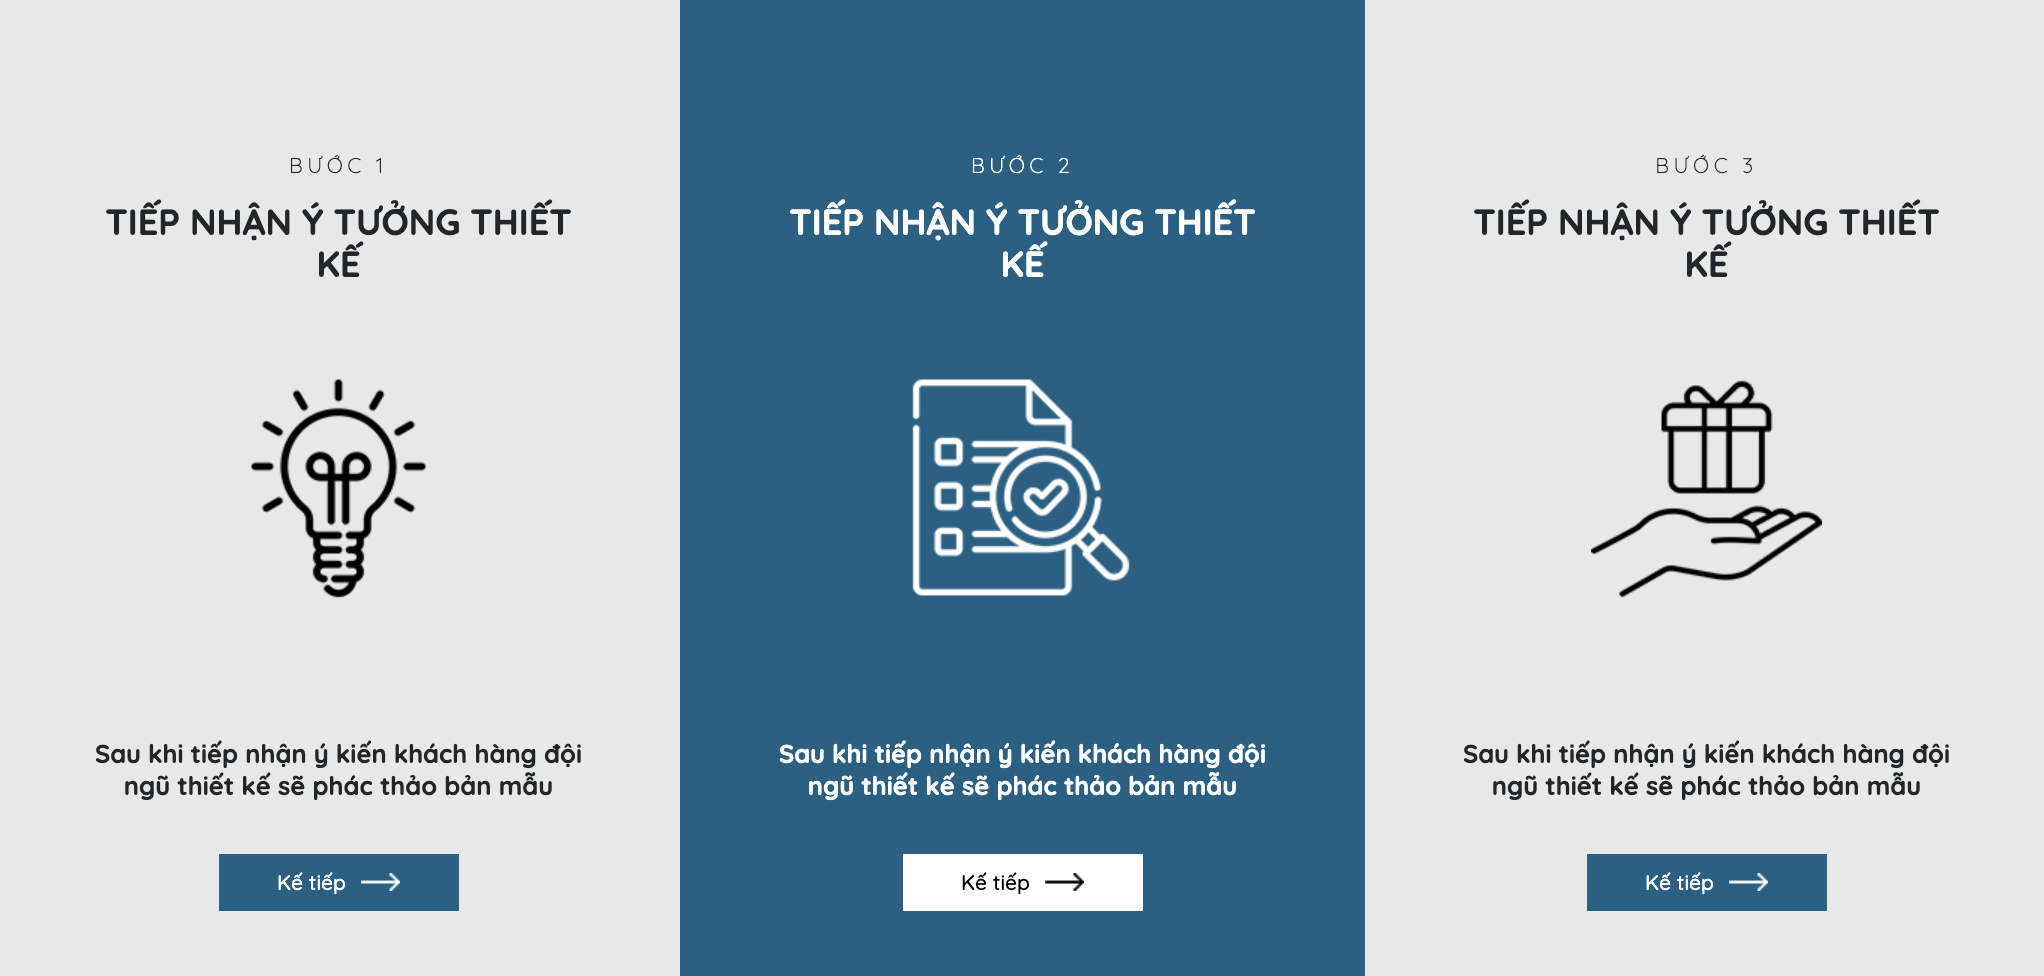 BƯỚC 1
TIẾP NHẬN Ý TƯỞNG THIẾT
KẾ
Sau khi tiếp nhận ý kiến khách hàng đội
ngũ thiết kế sẽ phác thảo bản mẫu
Kế tiếp
BƯỚC 2
TIẾP NHẬN Ý TƯỞNG THIẾT
KẾ
Sau khi tiếp nhận ý kiến khách hàng đội
ngũ thiết kế sẽ phác thảo bản mẫu
Kế tiếp
BƯỚC 3
TIẾP NHẬN Ý TƯỞNG THIẾT
KẾ
Sau khi tiếp nhận ý kiến khách hàng đội
ngũ thiết kế sẽ phác thảo bản mẫu
Kế tiếp